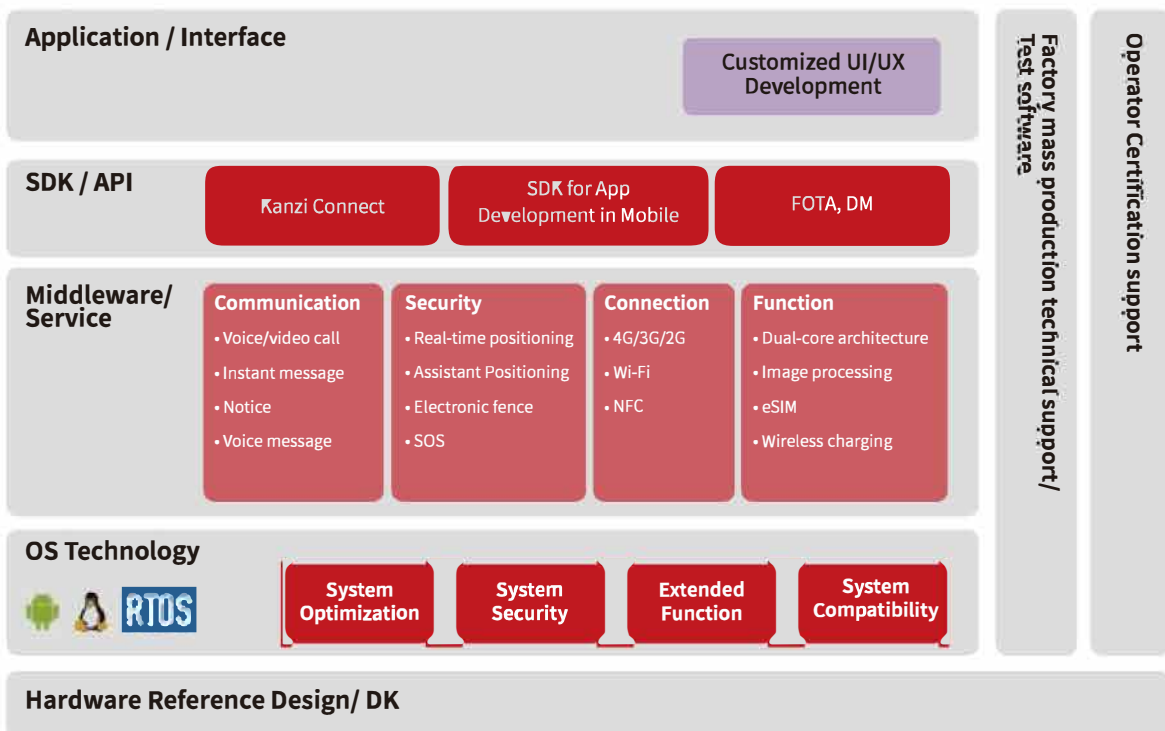 Application / Interface
Customized UI/UX
Development
SDK / API
Kanzi Connect
SDK for App
Development in Mobile
FOTA, DM
Middleware/
Service
Communication
• Voice/video call
• Instant message
• Notice
• Voice message
Security
• Real-time positioning
• Assistant Positioning
• Electronic fence
• SOS
Connection
• 4G/3G/2G
• Wi-Fi
• NFC
Function
• Dual-core architecture
• Image processing
• eSIM
• Wireless charging
OS Technology
RTOS
System
Optimization
System
Security
Extended
Function
System
Compatibility
Hardware Reference Design/ DK
Factory mass production technical support/
Test software
Operator Certification support